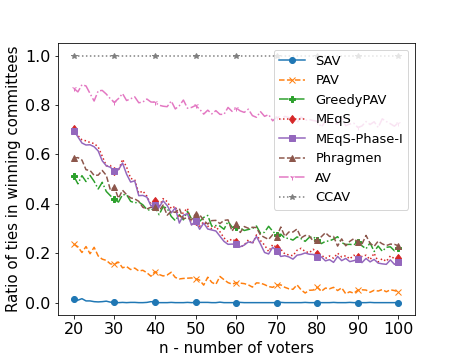 Ratio of ties in winning committees
1.0
0.8
0.6
0.4
0.2
0.0
20 30 40 50 60 70 80 90 100
n - number of voters
SAV
PAV
GreedyPAV
MEqS
MEqS-Phase-I
Phragmen
AV
CCAV